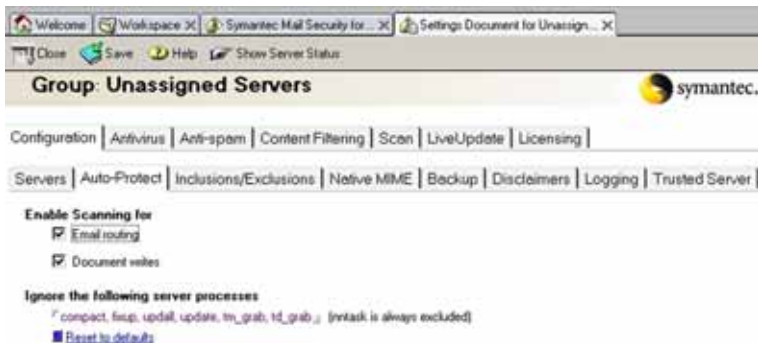 Welcome Workspace X Symantec Mail Security for ... X Settings Document for Unassign... X
Close Save Help Show Server Status
Group: Unassigned Servers
symantec.
Configuration | Antivirus | Anti-spam | Content Filtering | Scan | LiveUpdate | Licensing |
Servers | Auto-Protect | Inclusions/Exclusions | Native MIME | Backup | Disclaimers | Logging | Trusted Server |
Enable Scanning for
Email routing
Document writes
Ignore the following server processes
compact, fixup, updall, update, tm_grab, td_grab (nntask is always excluded)
Reset to defaults